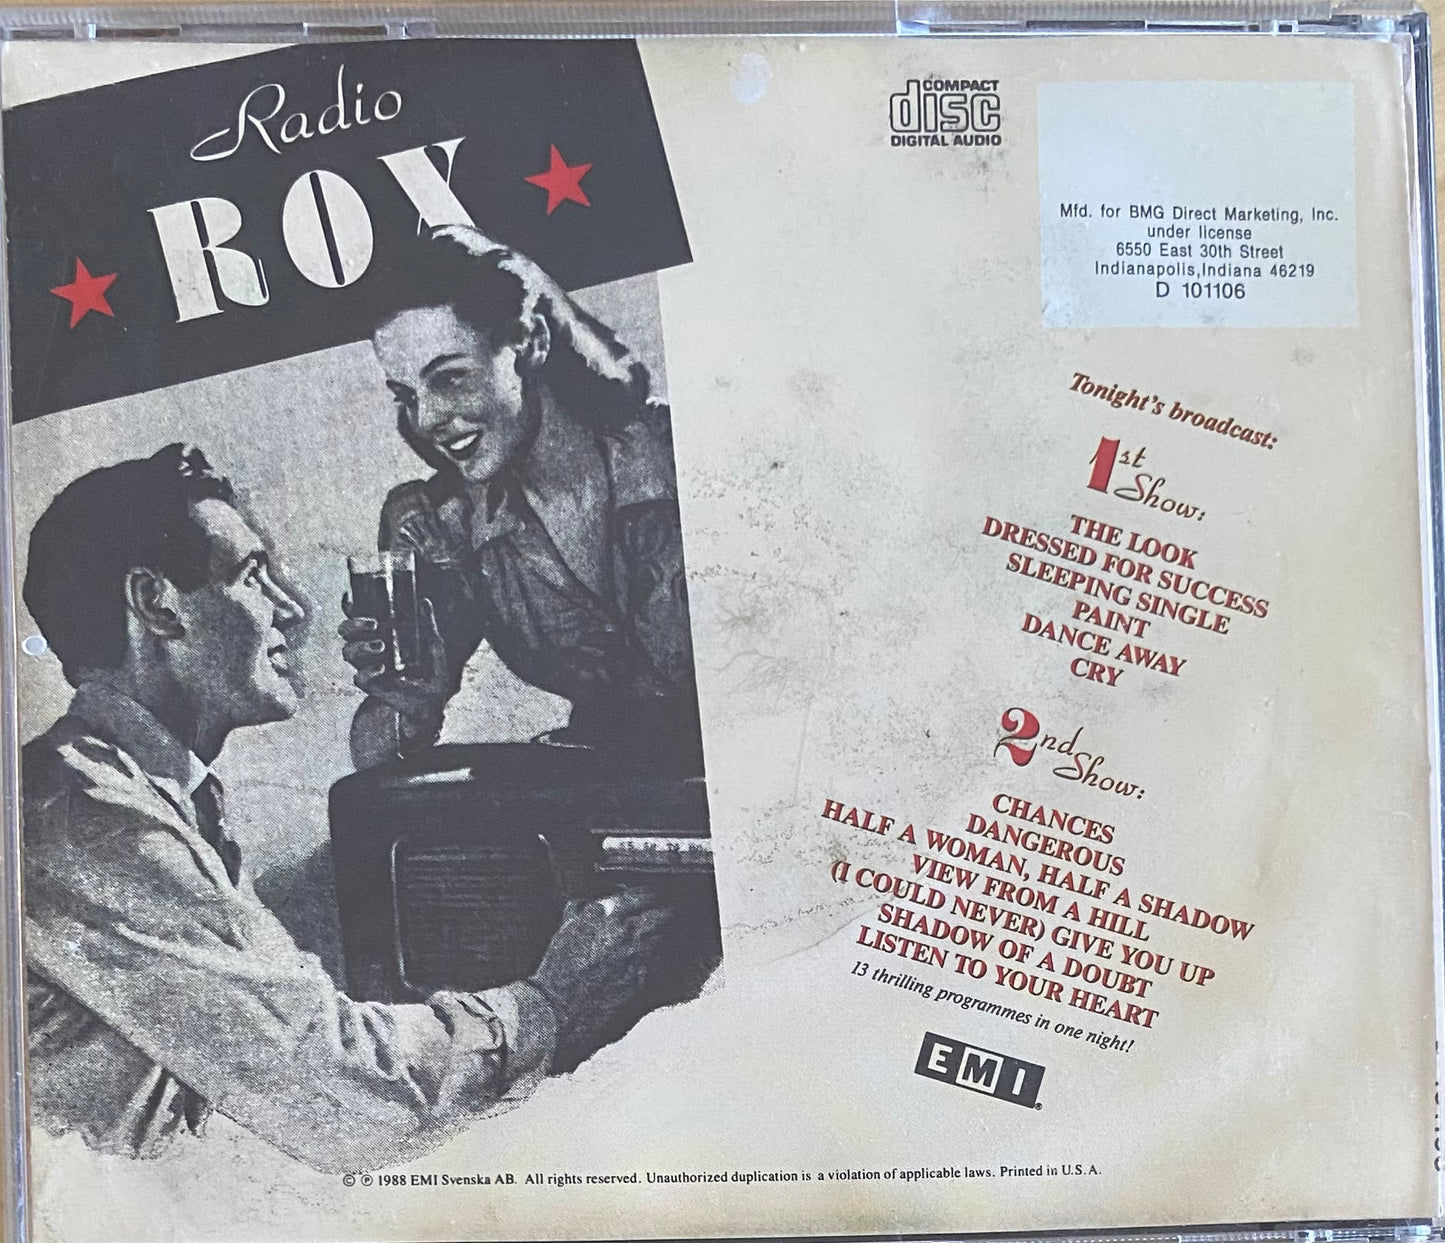 Radio
ROX
COMPACT
disc
DIGITAL AUDIO
Mfd. for BMG Direct Marketing, Inc.
under license
6550 East 30th Street
Indianapolis, Indiana 46219
D 101106
Tonight's broadcast:
1st Show:
THE LOOK
DRESSED FOR SUCCESS
SLEEPING SINGLE
PAINT
DANCE AWAY
CRY
2nd Show:
CHANCES
DANGEROUS
HALF A WOMAN, HALF A SHADOW
VIEW FROM A HILL
(I COULD NEVER) GIVE YOU UP
SHADOW OF A DOUBT
LISTEN TO YOUR HEART
13 thrilling programmes in one night!
EMI®
© ℗ 1988 EMI Svenska AB. All rights reserved. Unauthorized duplication is a violation of applicable laws. Printed in U.S.A.